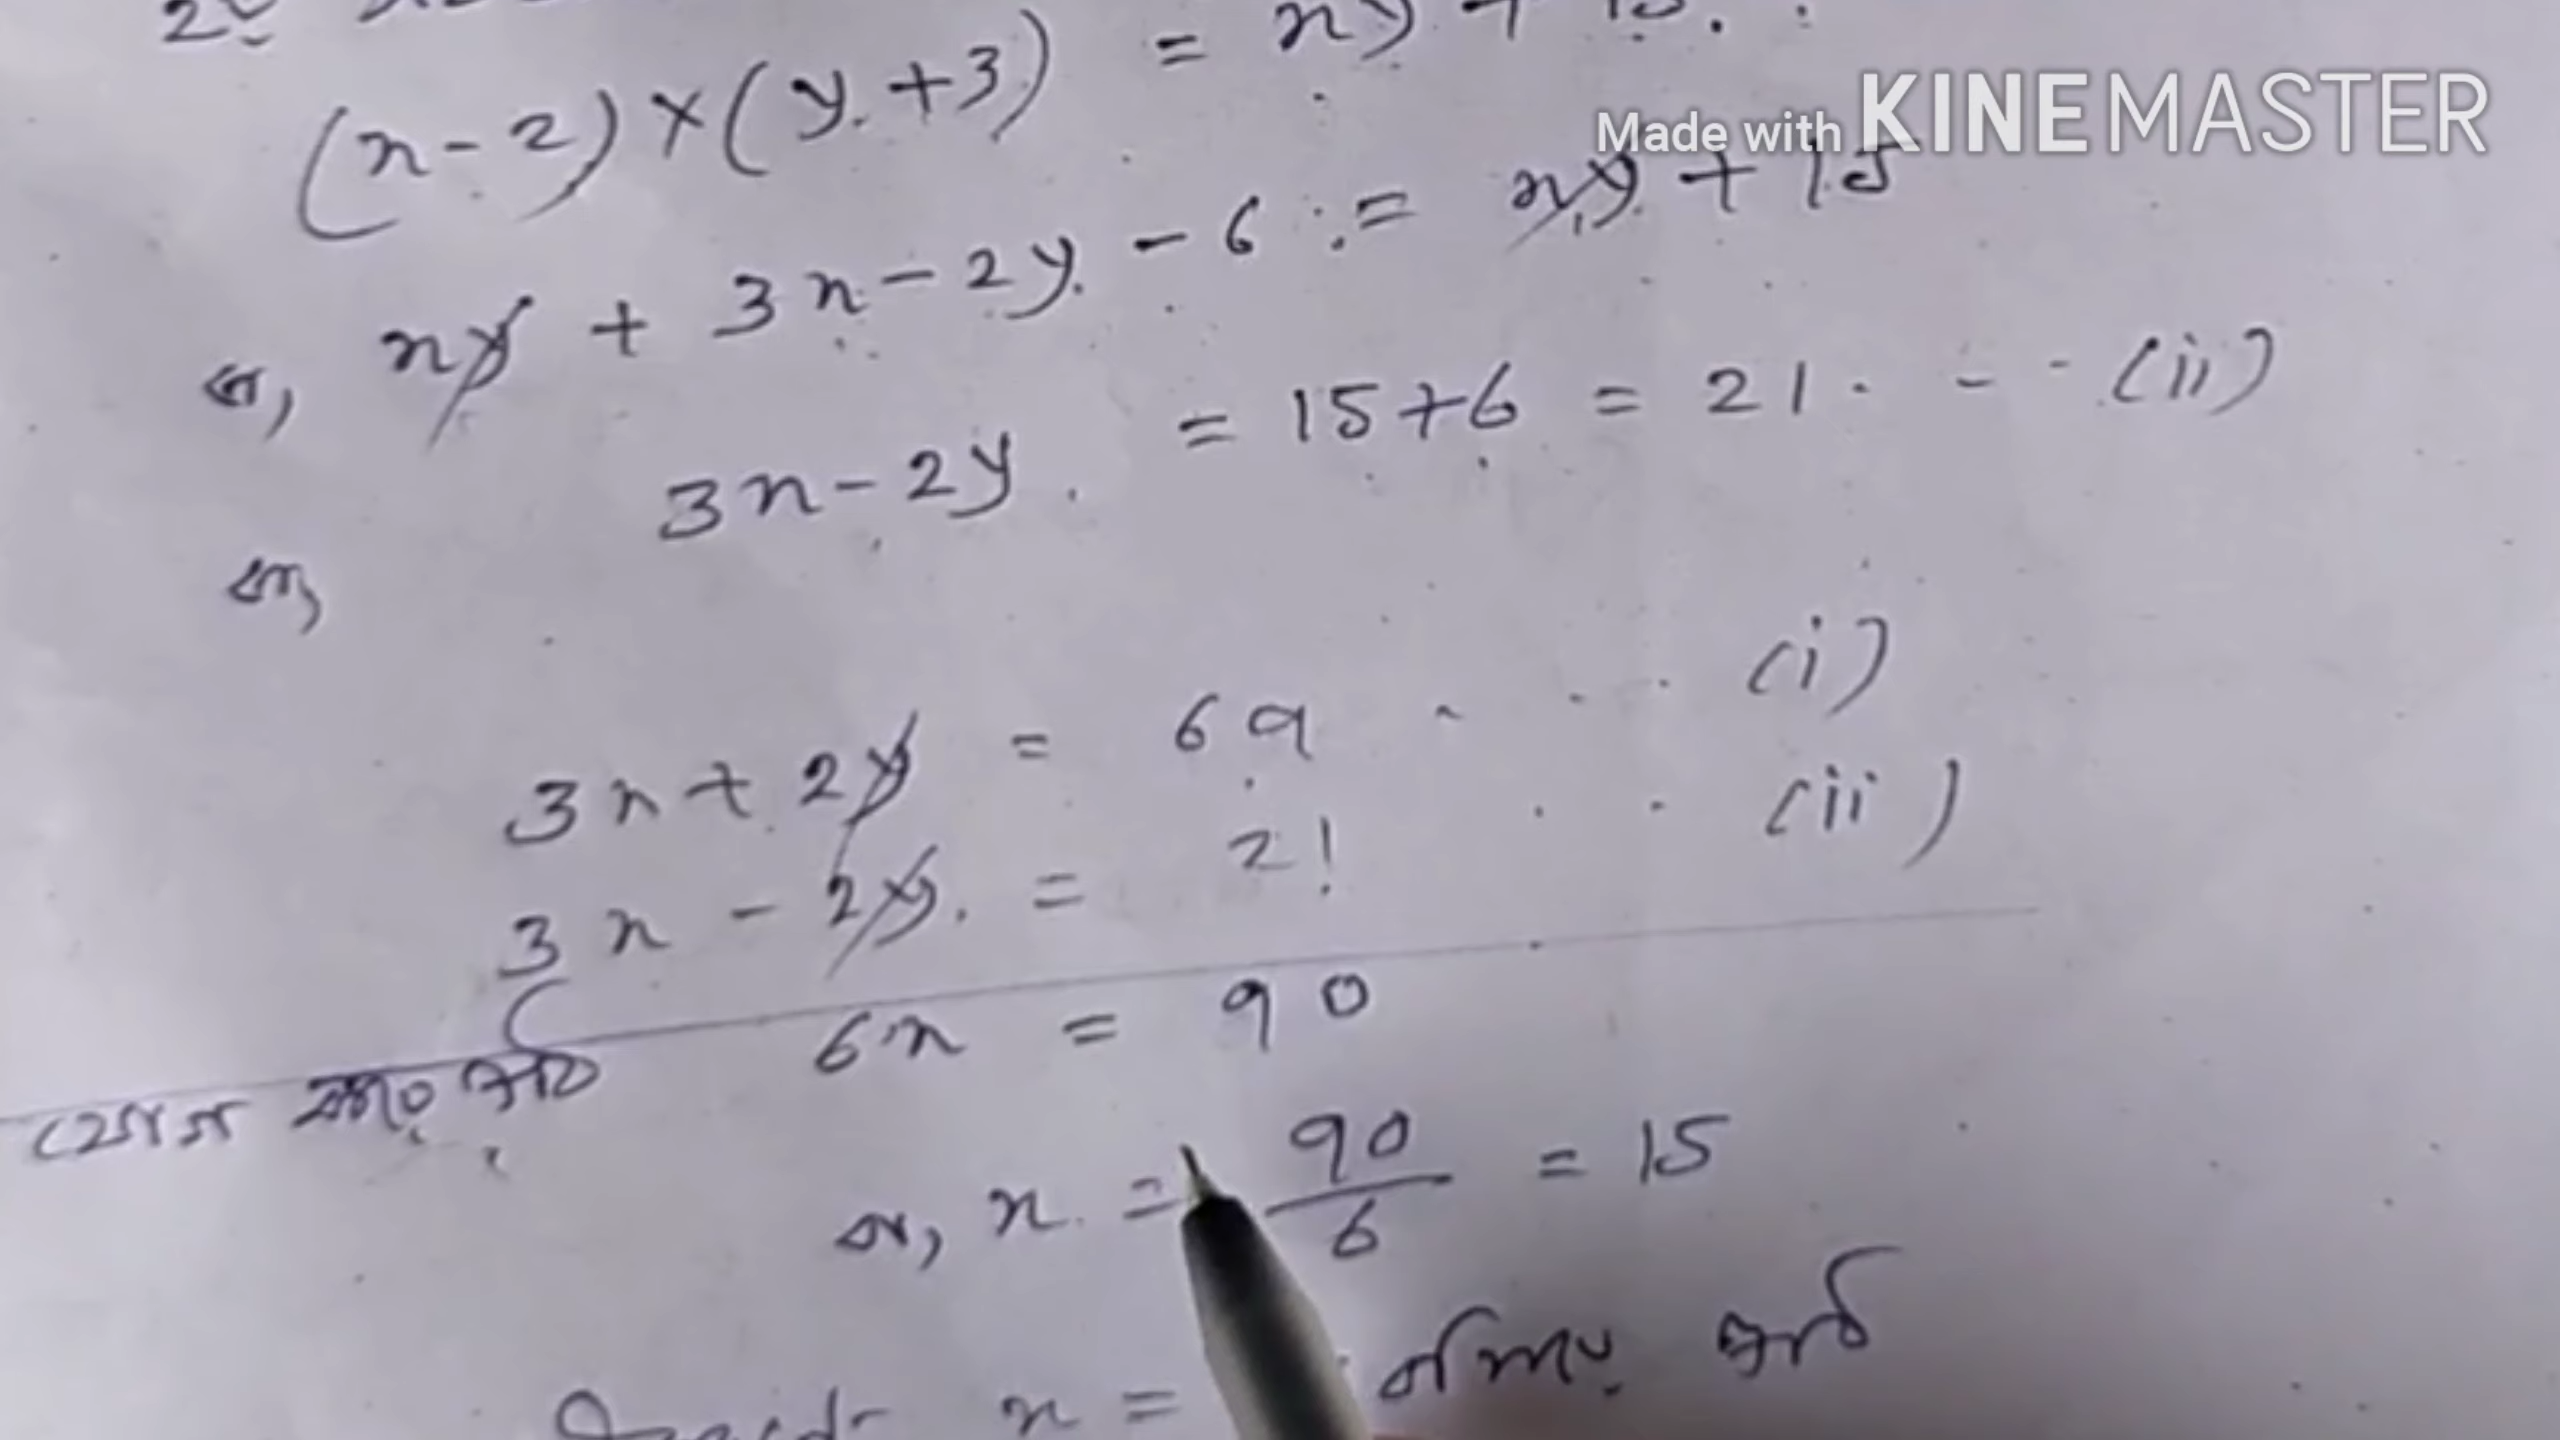 (x-2)×(y+3) = xy + 15
Made with KINEMASTER
বা, xy + 3x - 2y - 6 = xy + 15
বা, 3x - 2y = 15+6 = 21 - - (ii)
3x + 2y = 69 - - - (i)
3x - 2y = 21 - - (ii)
যোগ করে পাই 6x = 90
বা, x = 90/6 = 15
x = বসিয়ে পাই